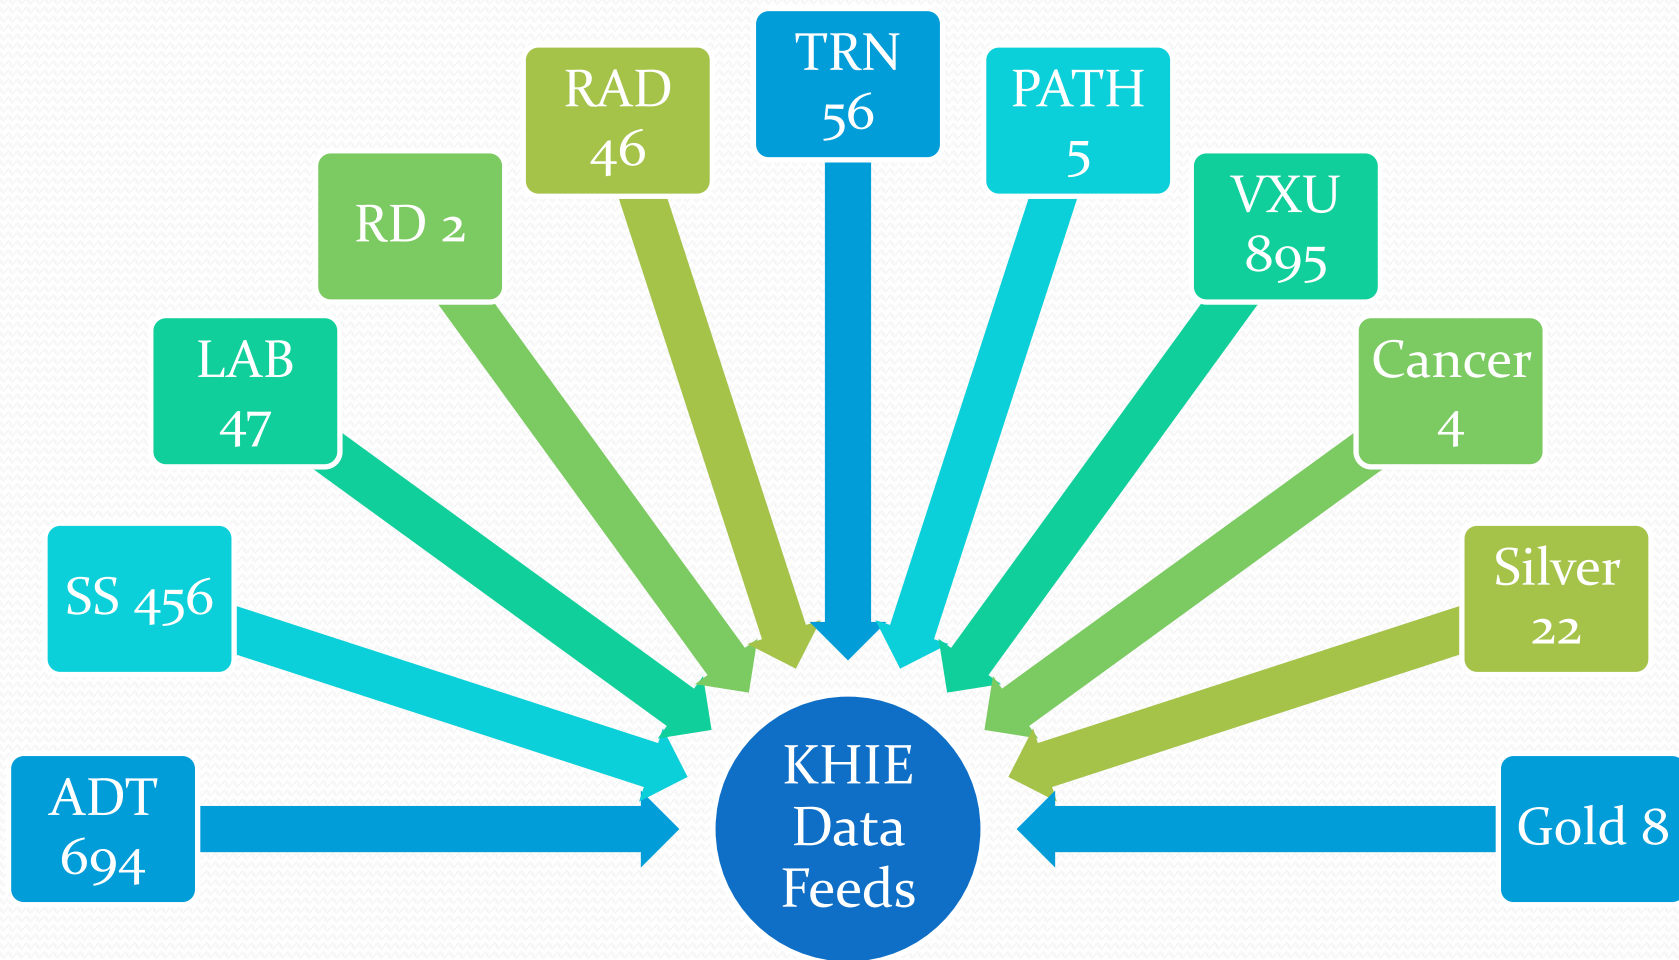 TRN
56
RAD
46
PATH
5
RD 2
VXU
895
LAB
47
Cancer
4
SS 456
Silver
22
ADT
694
KHIE
Data
Feeds
Gold 8